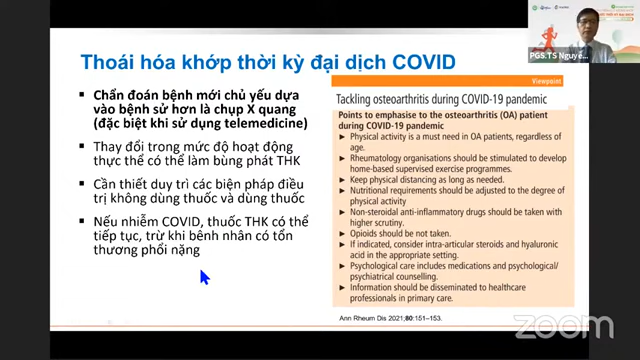 Thoái hóa khớp thời kỳ đại dịch COVID
Chẩn đoán bệnh mới chủ yếu dựa
vào bệnh sử hơn là chụp X quang
(đặc biệt khi sử dụng telemedicine)
Thay đổi trong mức độ hoạt động
thực thể có thể làm bùng phát THK
Cần thiết duy trì các biện pháp điều
trị không dùng thuốc và dùng thuốc
Nếu nhiễm COVID, thuốc THK có thể
tiếp tục, trừ khi bênh nhân có tổn
thương phổi nặng
Viewpoint
Tackling osteoarthritis during COVID-19 pandemic
Points to emphasise to the osteoarthritis (OA) patient
during COVID-19 pandemic
► Physical activity is a must need in OA patients, regardless of
age.
► Rheumatology organisations should be stimulated to develop
home-based supervised exercise programmes.
► Keep physical distancing as long as needed.
► Nutritional requirements should be adjusted to the degree of
physical activity
► Non-steroidal anti-inflammatory drugs should be taken with
higher scrutiny.
► Opioids should be not taken.
► If indicated, consider intra-articular steroids and hyaluronic
acid in the appropriate setting.
► Psychological care includes medications and psychological/
psychiatrical counselling.
► Information should be disseminated to healthcare
professionals in primary care.
Ann Rheum Dis 2021;80:151–153.
PGS.TS Nguyễ...
zoom